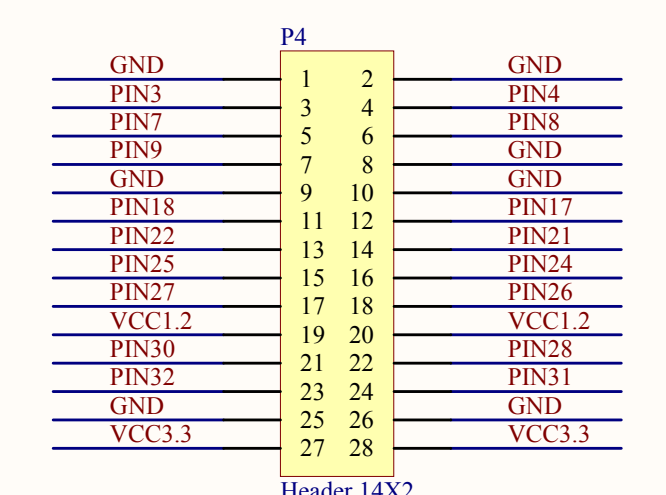 P4
GND 1 2 GND
PIN3 3 4 PIN4
PIN7 5 6 PIN8
PIN9 7 8 GND
GND 9 10 GND
PIN18 11 12 PIN17
PIN22 13 14 PIN21
PIN25 15 16 PIN24
PIN27 17 18 PIN26
VCC1.2 19 20 VCC1.2
PIN30 21 22 PIN28
PIN32 23 24 PIN31
GND 25 26 GND
VCC3.3 27 28 VCC3.3
Header 14X2